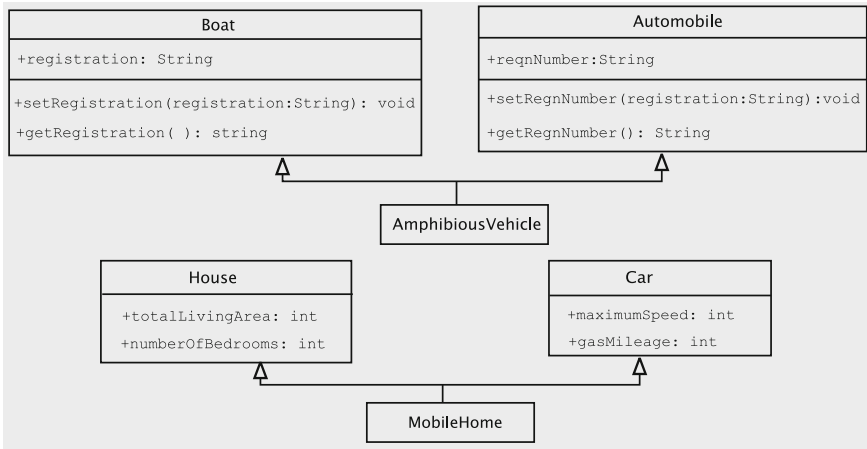 Boat
+registration: String
+setRegistration(registration:String): void
+getRegistration( ): string
Automobile
+reqnNumber:String
+setRegnNumber(registration:String):void
+getRegnNumber(): String
AmphibiousVehicle
House
+totalLivingArea: int
+numberOfBedrooms: int
Car
+maximumSpeed: int
+gasMileage: int
MobileHome